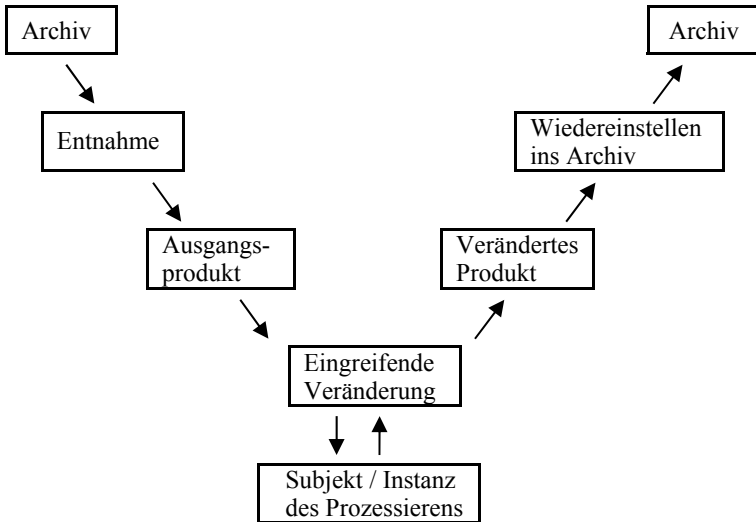 Archiv
Archiv
Entnahme
Wiedereinstellen
ins Archiv
Ausgangs-
produkt
Verändertes
Produkt
Eingreifende
Veränderung
Subjekt / Instanz
des Prozessierens